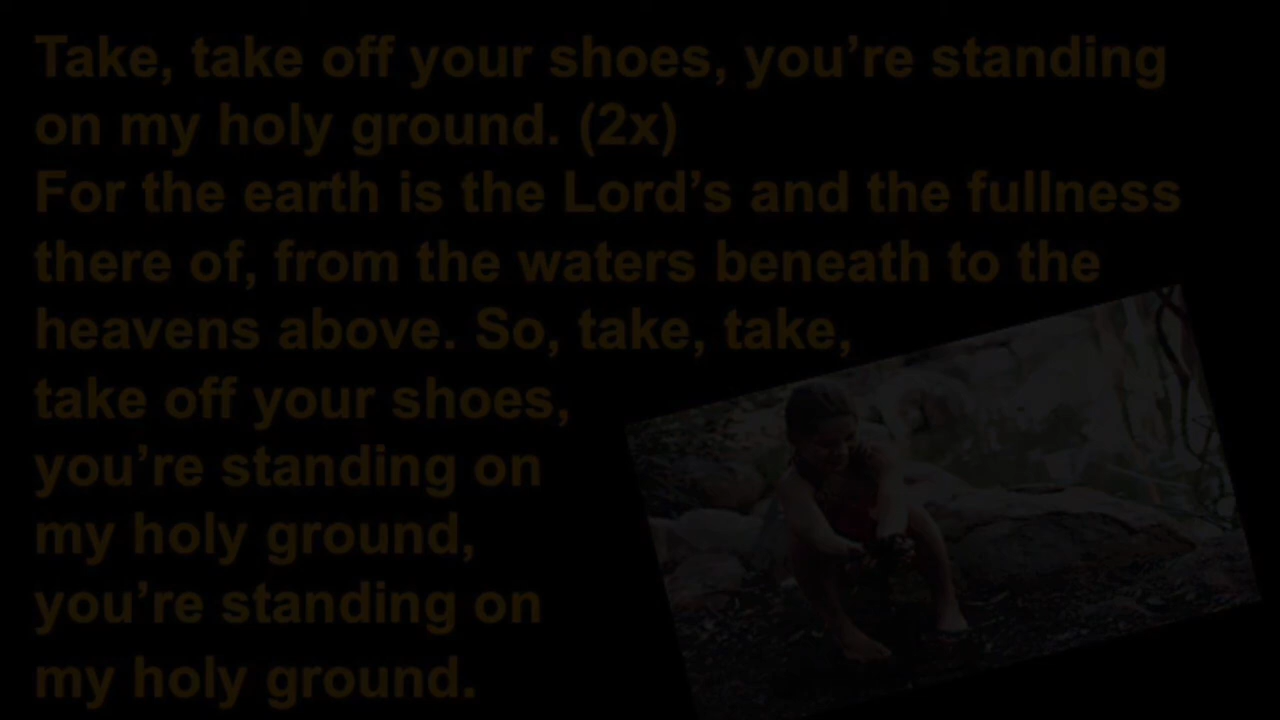 Take, take off your shoes, you’re standing
on my holy ground. (2x)
For the earth is the Lord’s and the fullness
there of, from the waters beneath to the
heavens above. So, take, take,
take off your shoes,
you’re standing on
my holy ground,
you’re standing on
my holy ground.